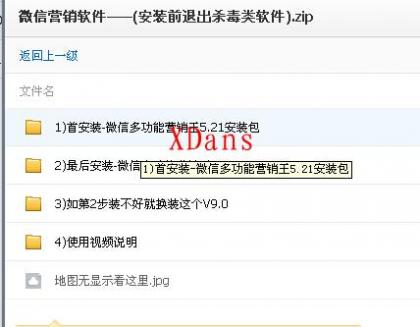 微信营销软件——(安装前退出杀毒类软件).zip
返回上一级
文件名
1)首安装-微信多功能营销王5.21安装包
XDans
2)最后安装-微信
1)首安装-微信多功能营销王5.21安装包
3)如第2步装不好就换装这个V9.0
4)使用视频说明
地图无显示看这里.jpg